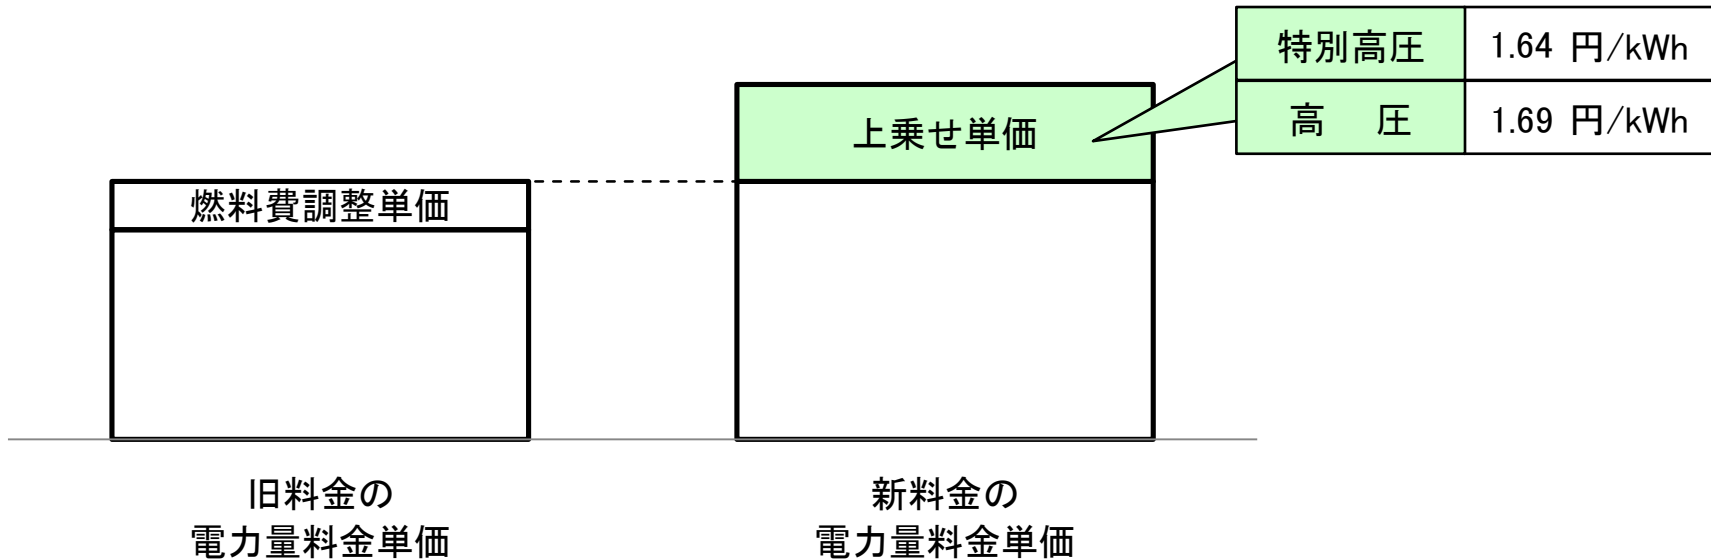 特別高圧 1.64 円/kWh
高 圧 1.69 円/kWh
上乗せ単価
燃料費調整単価
旧料金の
電力量料金単価
新料金の
電力量料金単価